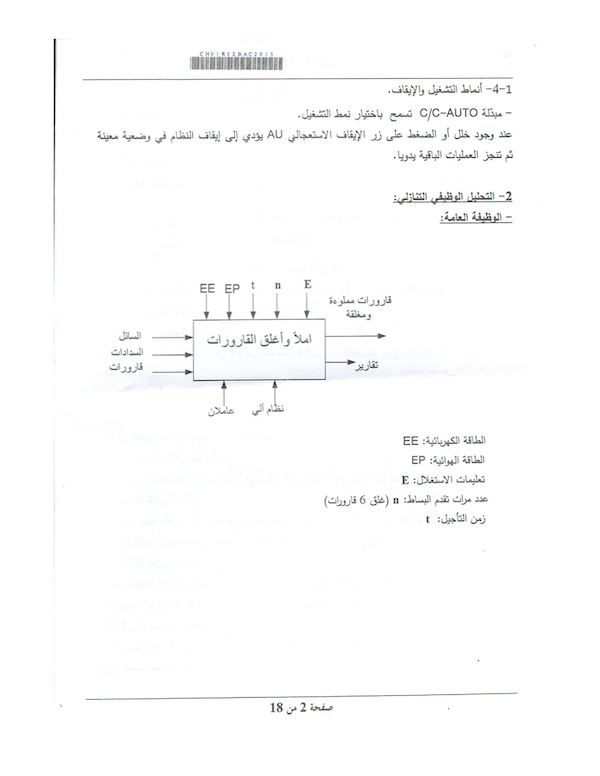 CH01R02BAC2015
4-1- أنماط التشغيل والإيقاف.
- مبدّلة C/C-AUTO تسمح باختيار نمط التشغيل.
عند وجود خلل أو الضغط على زر الإيقاف الاستعجالي AU يؤدي إلى إيقاف النظام في وضعية معينة
ثم تنجز العمليات الباقية يدويا.
2- التحليل الوظيفي التنازلي:
- الوظيفة العامة:
EE EP t n E
قارورات مملوءة
ومغلقة
املأ وأغلق القارورات
السائل
السدادات
قارورات
تقارير
نظام آلي
عاملان
الطاقة الكهربائية: EE
الطاقة الهوائية: EP
تعليمات الاستغلال: E
عدد مرات تقدم البساط: n (غلق 6 قارورات)
زمن التأجيل: t
صفحة 2 من 18